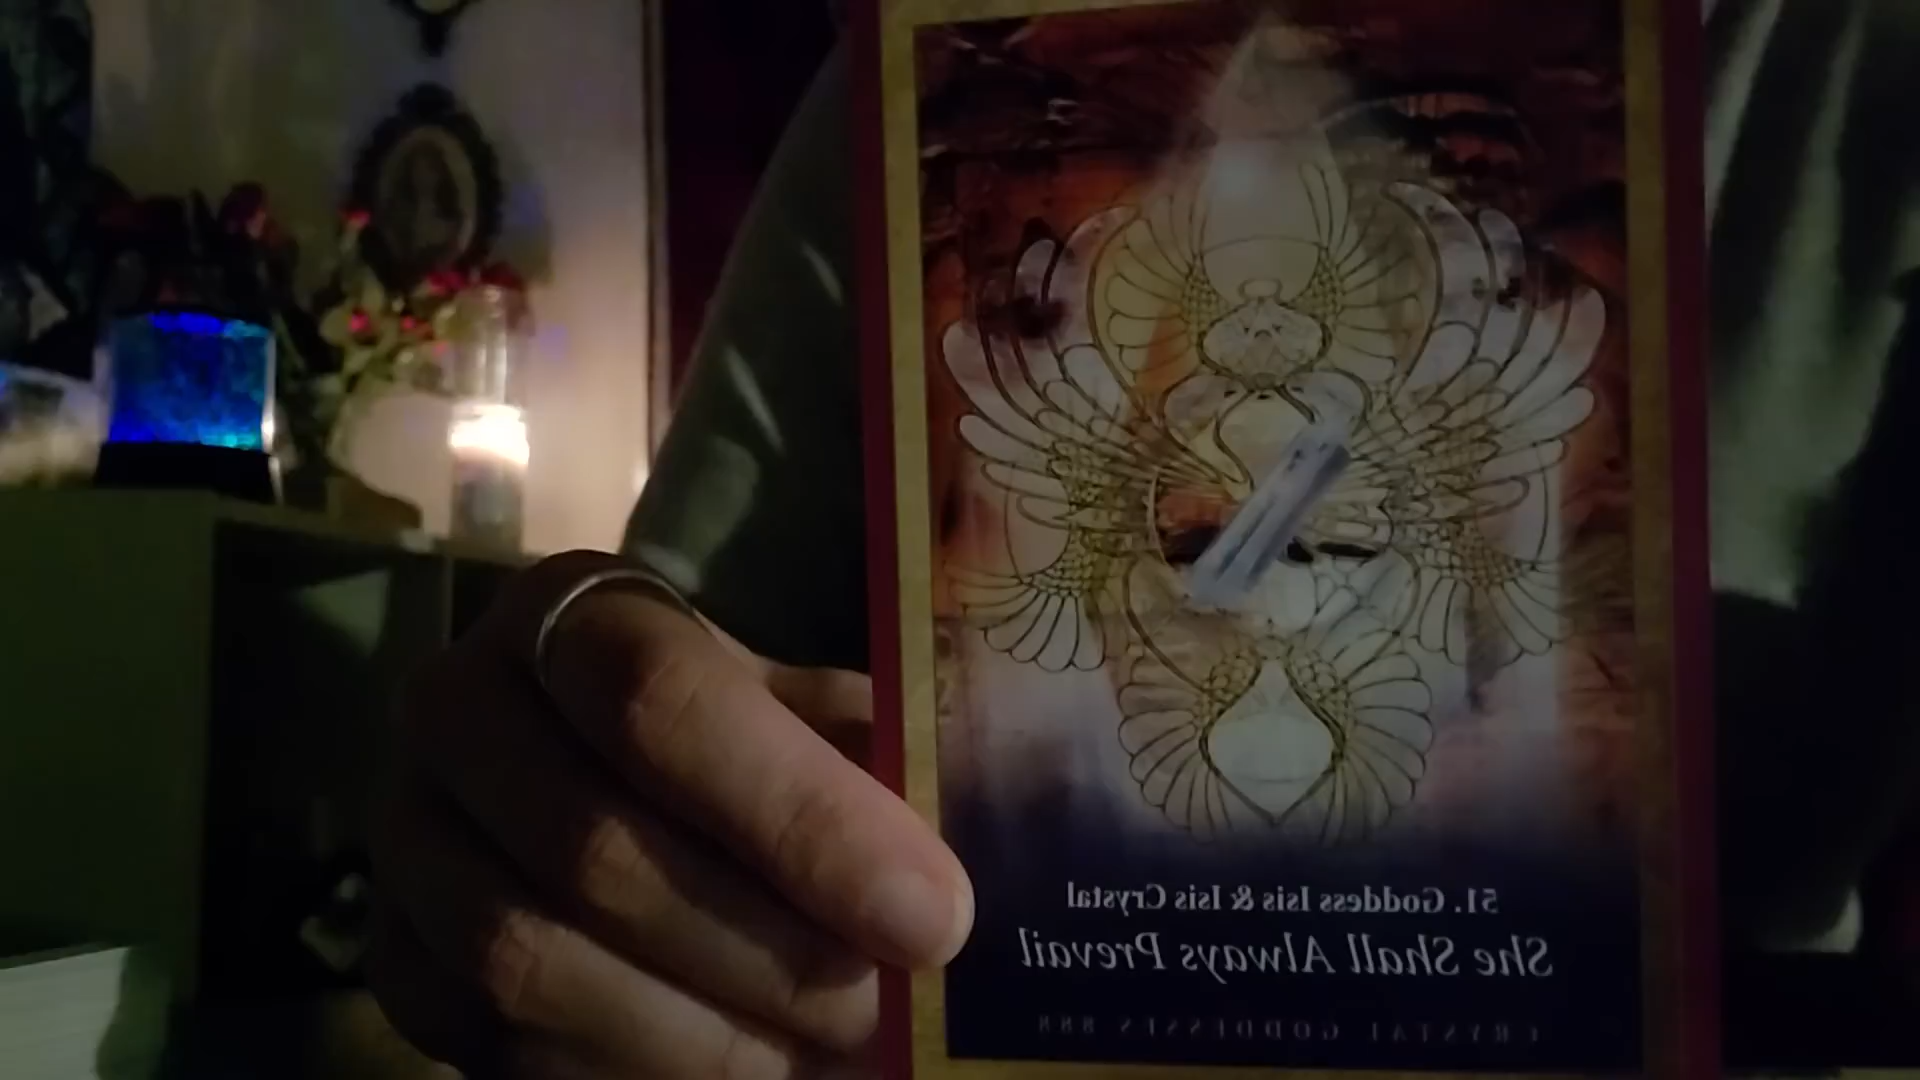 51. Goddess Isis & Isis Crystal
She Shall Always Prevail
CRYSTAL GODDESSES 888